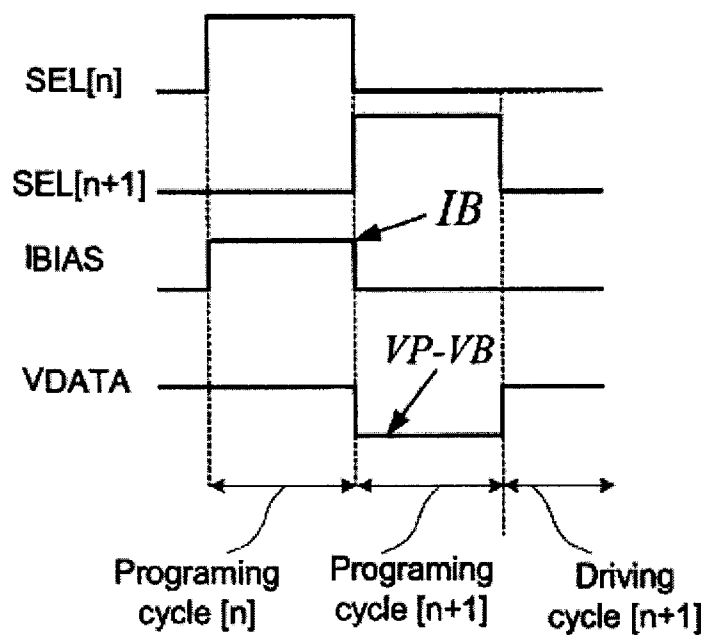 SEL[n]
SEL[n+1]
IB
IBIAS
VP-VB
VDATA
Programing
cycle [n]
Programing
cycle [n+1]
Driving
cycle [n+1]